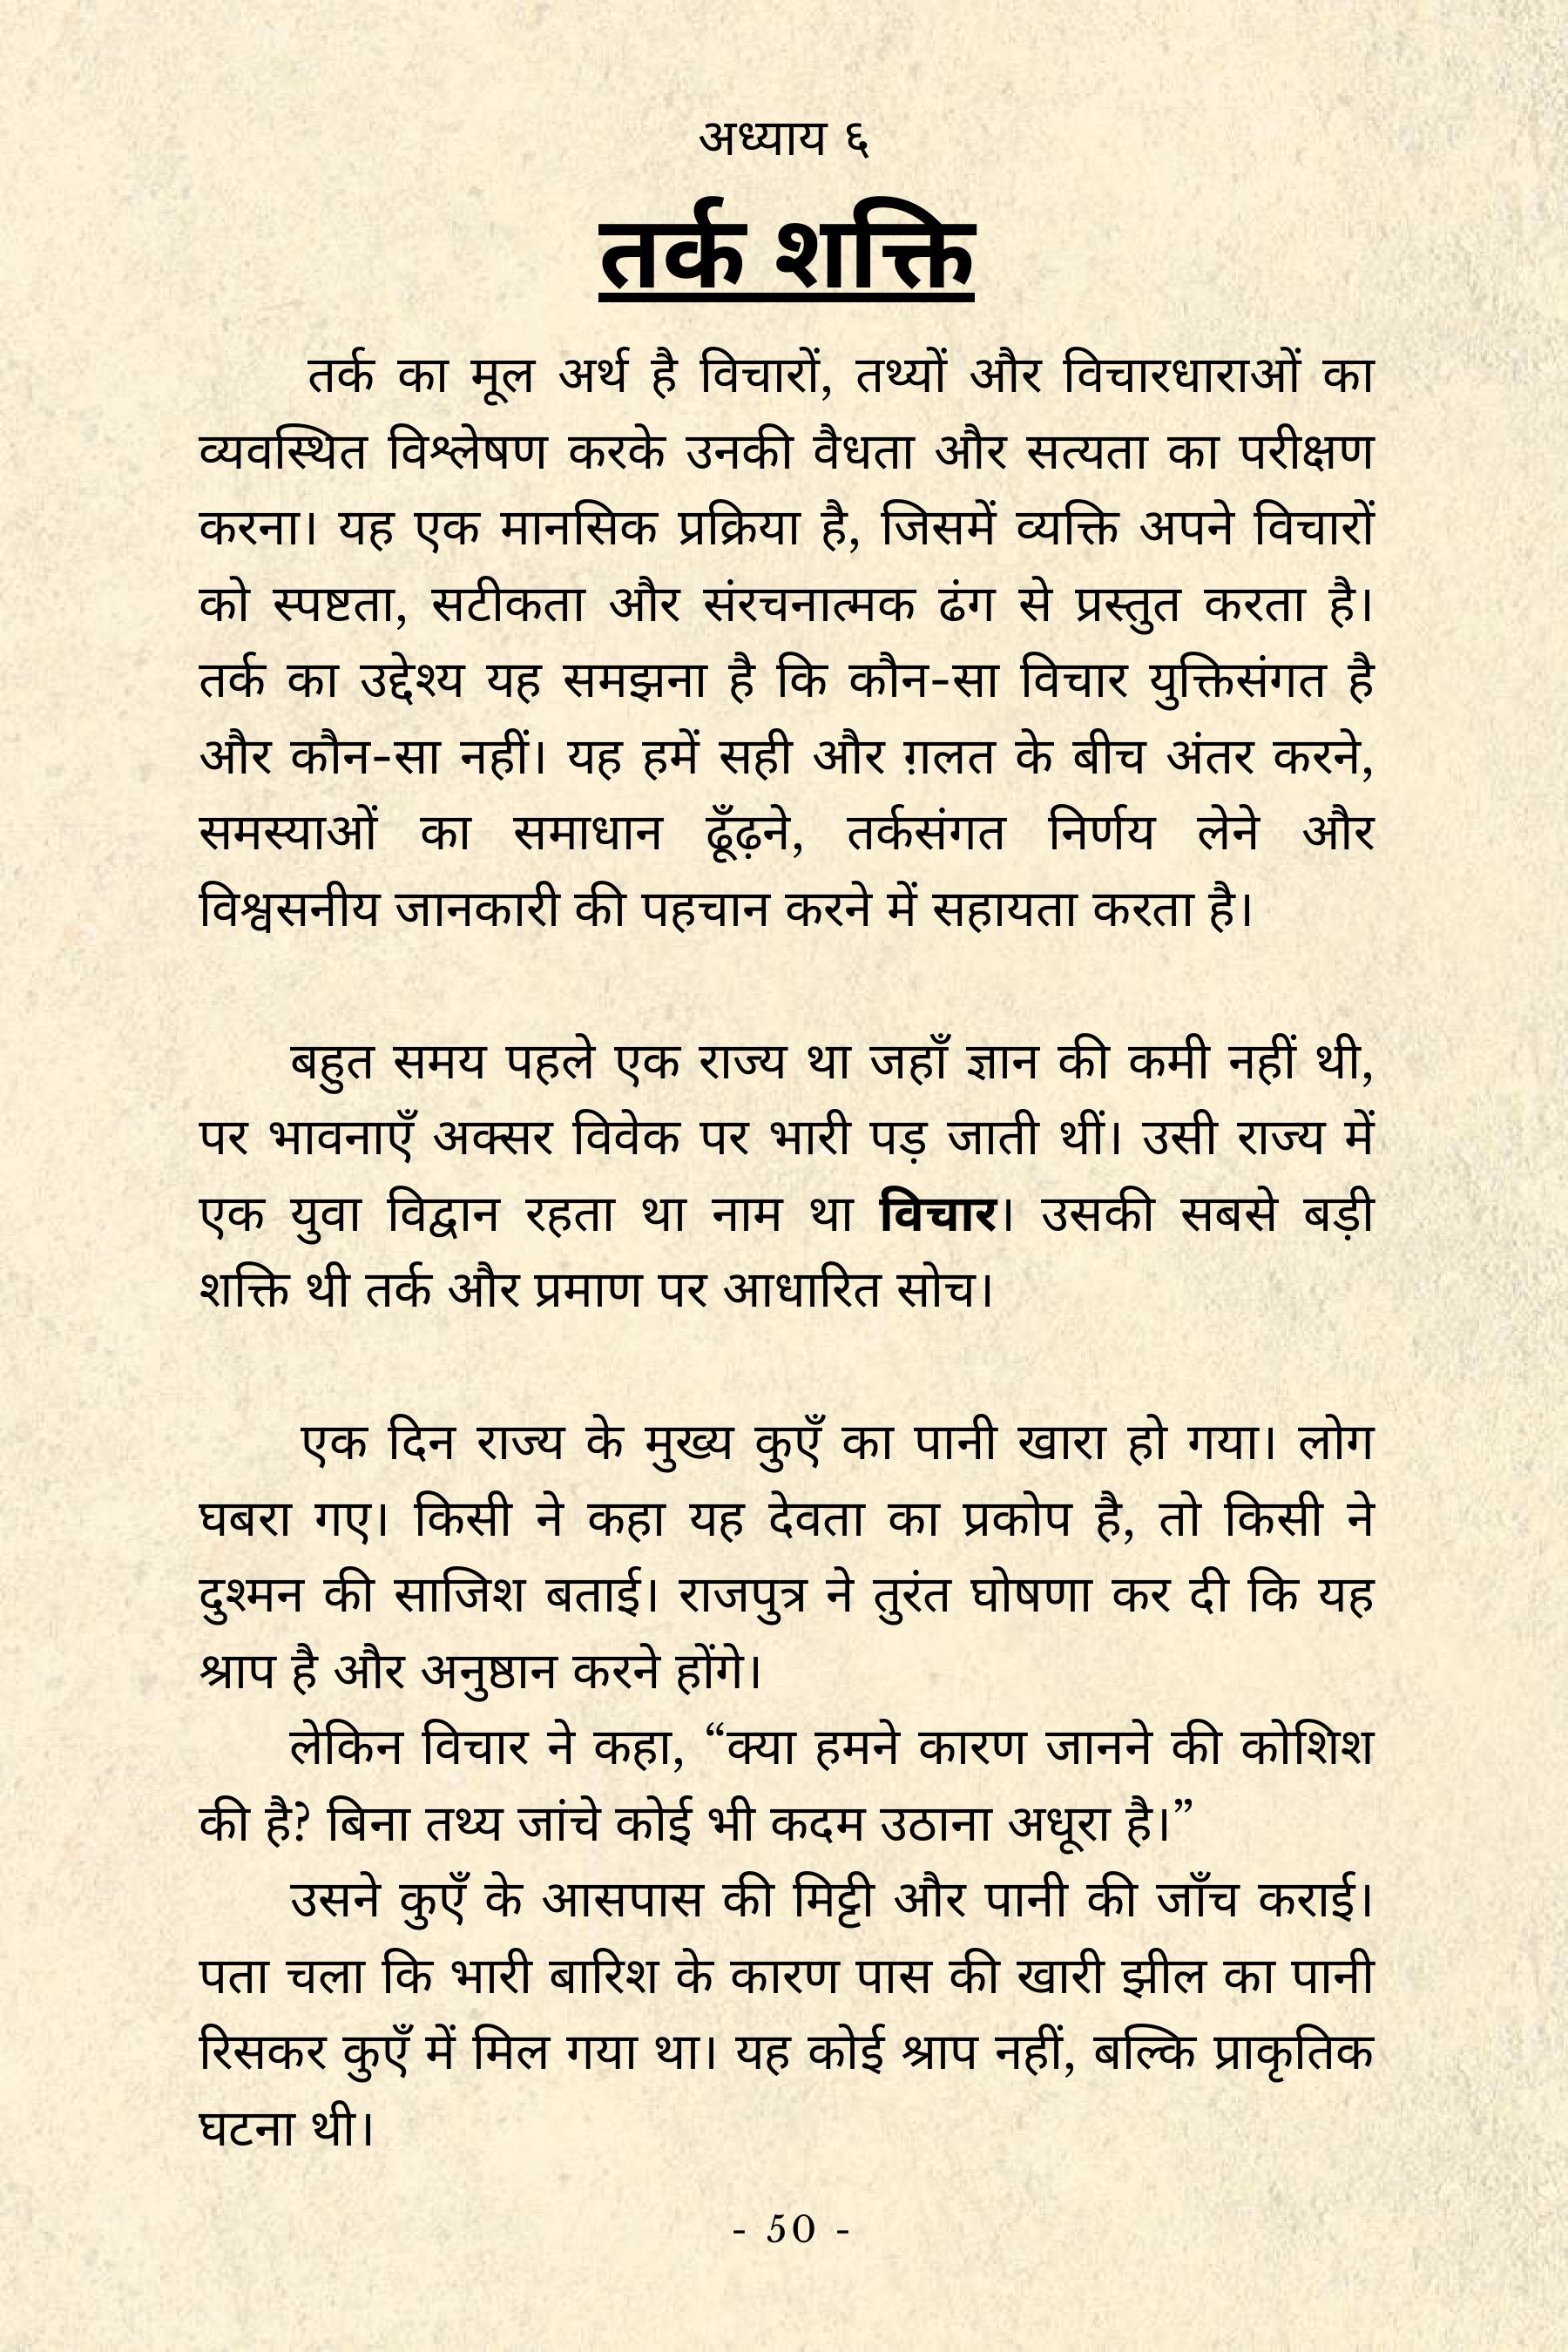 अध्याय ६
तर्क शक्ति
तर्क का मूल अर्थ है विचारों, तथ्यों और विचारधाराओं का
व्यवस्थित विश्लेषण करके उनकी वैधता और सत्यता का परीक्षण
करना। यह एक मानसिक प्रक्रिया है, जिसमें व्यक्ति अपने विचारों
को स्पष्टता, सटीकता और संरचनात्मक ढंग से प्रस्तुत करता है।
तर्क का उद्देश्य यह समझना है कि कौन-सा विचार युक्तिसंगत है
और कौन-सा नहीं। यह हमें सही और ग़लत के बीच अंतर करने,
समस्याओं का समाधान ढूँढ़ने, तर्कसंगत निर्णय लेने और
विश्वसनीय जानकारी की पहचान करने में सहायता करता है।
बहुत समय पहले एक राज्य था जहाँ ज्ञान की कमी नहीं थी,
पर भावनाएँ अक्सर विवेक पर भारी पड़ जाती थीं। उसी राज्य में
एक युवा विद्वान रहता था नाम था विचार। उसकी सबसे बड़ी
शक्ति थी तर्क और प्रमाण पर आधारित सोच।
एक दिन राज्य के मुख्य कुएँ का पानी खारा हो गया। लोग
घबरा गए। किसी ने कहा यह देवता का प्रकोप है, तो किसी ने
दुश्मन की साजिश बताई। राजपुत्र ने तुरंत घोषणा कर दी कि यह
श्राप है और अनुष्ठान करने होंगे।
लेकिन विचार ने कहा, “क्या हमने कारण जानने की कोशिश
की है? बिना तथ्य जांचे कोई भी कदम उठाना अधूरा है।”
उसने कुएँ के आसपास की मिट्टी और पानी की जाँच कराई।
पता चला कि भारी बारिश के कारण पास की खारी झील का पानी
रिसकर कुएँ में मिल गया था। यह कोई श्राप नहीं, बल्कि प्राकृतिक
घटना थी।
- 50 -